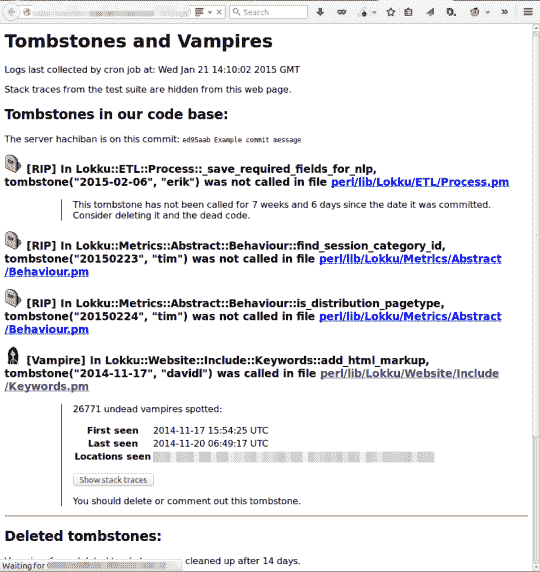 Search
Tombstones and Vampires
Logs last collected by cron job at: Wed Jan 21 14:10:02 2015 GMT
Stack traces from the test suite are hidden from this web page.
Tombstones in our code base:
The server hachiban is on this commit: ed95aab Example commit message
[RIP] In Lokku::ETL::Process::_save_required_fields_for_nlp,
tombstone("2015-02-06", "erik") was not called in file perl/lib/Lokku/ETL/Process.pm
This tombstone has not been called for 7 weeks and 6 days since the date it was committed.
Consider deleting it and the dead code.
[RIP] In Lokku::Metrics::Abstract::Behaviour::find_session_category_id,
tombstone("20150223", "tim") was not called in file perl/lib/Lokku/Metrics/Abstract
/Behaviour.pm
[RIP] In Lokku::Metrics::Abstract::Behaviour::is_distribution_pagetype,
tombstone("20150224", "tim") was not called in file perl/lib/Lokku/Metrics/Abstract
/Behaviour.pm
[Vampire] In Lokku::Website::Include::Keywords::add_html_markup,
tombstone("2014-11-17", "davidl") was called in file perl/lib/Lokku/Website/Include
/Keywords.pm
26771 undead vampires spotted:
First seen 2014-11-17 15:54:25 UTC
Last seen 2014-11-20 06:49:17 UTC
Locations seen
Show stack traces
You should delete or comment out this tombstone.
Deleted tombstones:
cleaned up after 14 days.
Waiting for